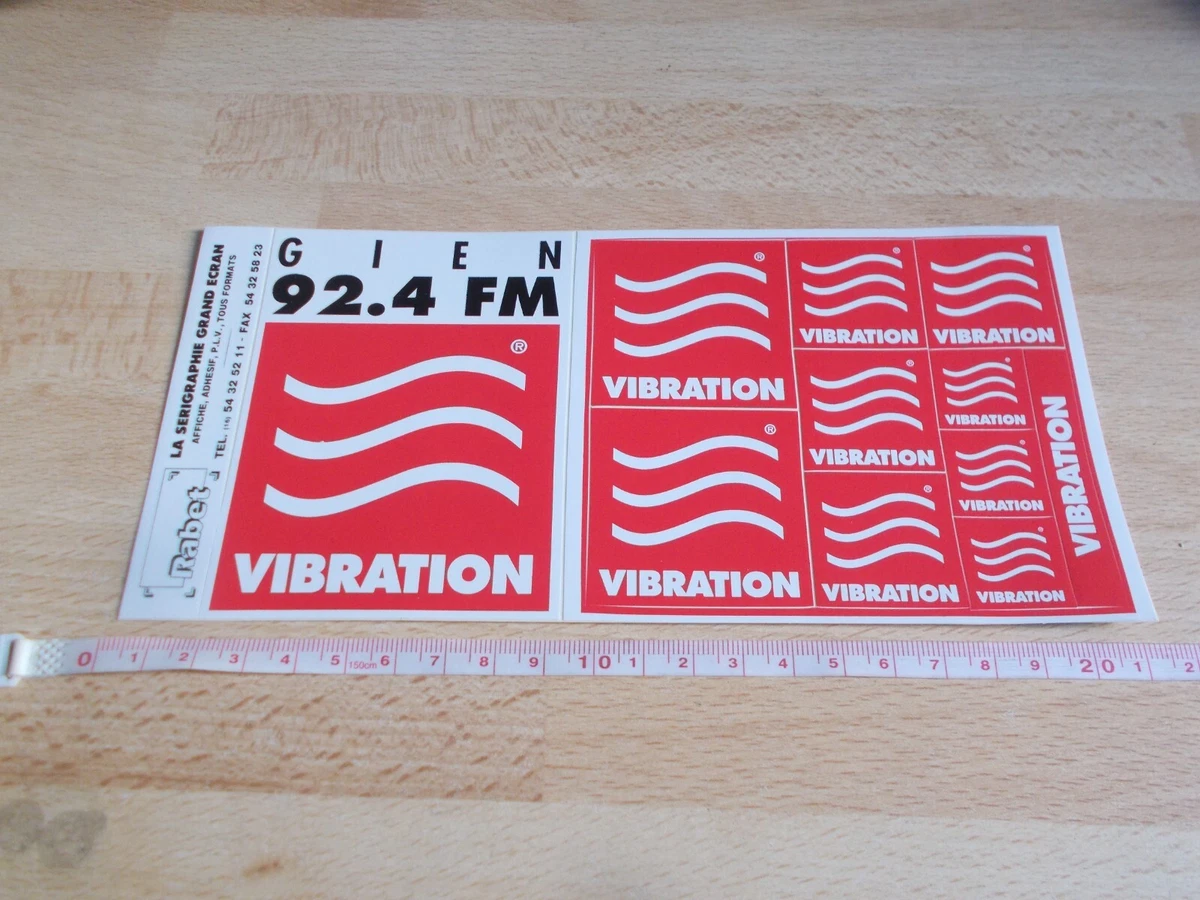 LA SERIGRAPHIE GRAND ECRAN
AFFICHE, ADHESIF, P.L.V., TOUS FORMATS
TEL. (16) 54 32 52 11 - FAX 54 32 58 23
Rabet
GIEN
92.4 FM
®
VIBRATION
®
VIBRATION
®
VIBRATION
®
VIBRATION
®
VIBRATION
®
VIBRATION
®
VIBRATION
®
VIBRATION
®
VIBRATION
®
VIBRATION
VIBRATION
0 1 2 3 4 5 150cm 6 7 8 9 10 1 2 3 4 5 6 7 8 9 20 1 2